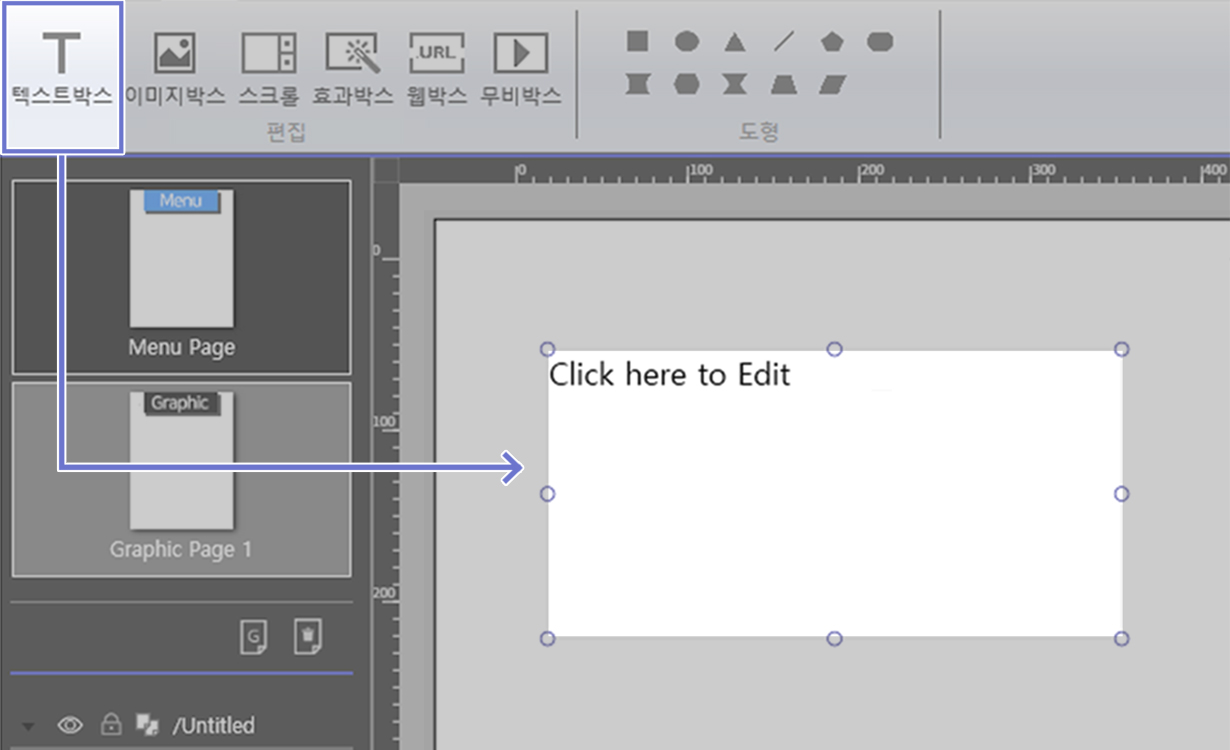 T
텍스트박스 이미지박스 스크롤 효과박스 웹박스 무비박스
.URL
편집
도형
0 100 200 300 400
Menu
Menu Page
Graphic
Graphic Page 1
G
/Untitled
0
100
200
Click here to Edit